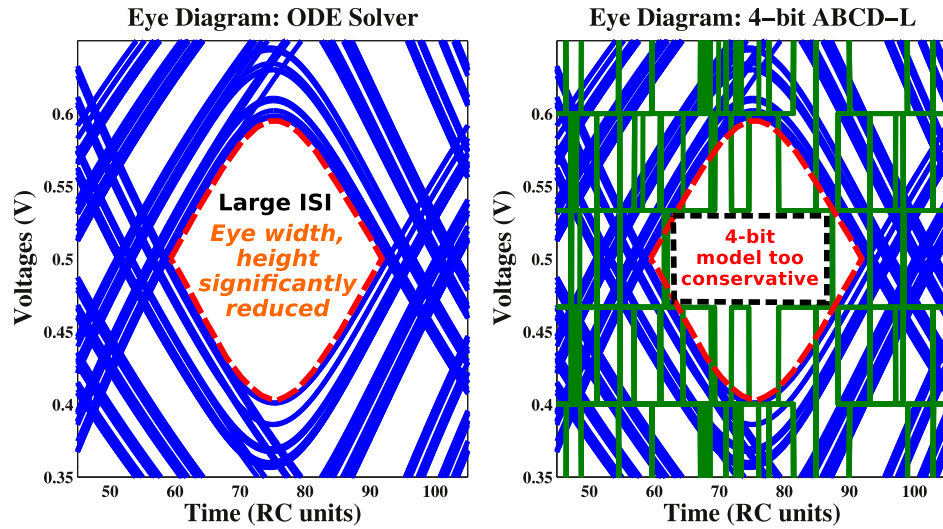 Eye Diagram: ODE Solver
Voltages (V)
0.6
0.55
0.5
0.45
0.4
0.35
Large ISI
Eye width,
height
significantly
reduced
50
60
70
80
90
100
Time (RC units)
Eye Diagram: 4−bit ABCD−L
Voltages (V)
0.6
0.55
0.5
0.45
0.4
0.35
4-bit
model too
conservative
50
60
70
80
90
100
Time (RC units)